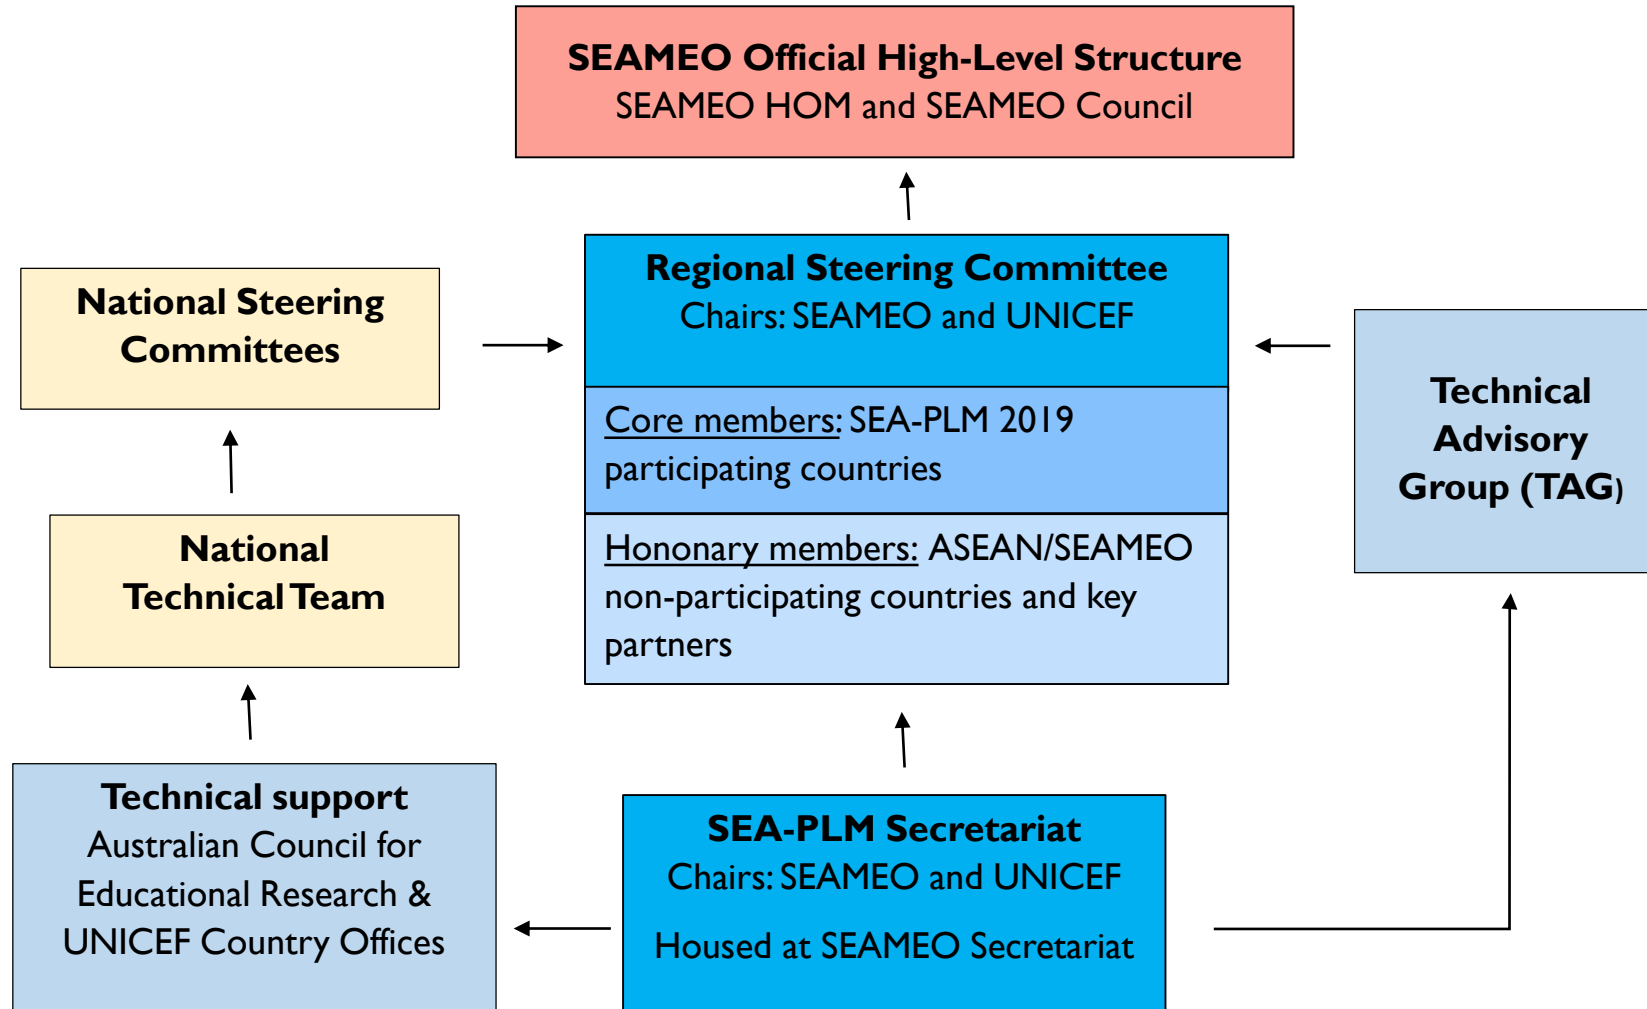 SEAMEO Official High-Level Structure
SEAMEO HOM and SEAMEO Council
Regional Steering Committee
Chairs: SEAMEO and UNICEF
Core members: SEA-PLM 2019
participating countries
Hononary members: ASEAN/SEAMEO
non-participating countries and key
partners
National Steering
Committees
National
Technical Team
Technical
Advisory
Group (TAG)
Technical support
Australian Council for
Educational Research &
UNICEF Country Offices
SEA-PLM Secretariat
Chairs: SEAMEO and UNICEF
Housed at SEAMEO Secretariat